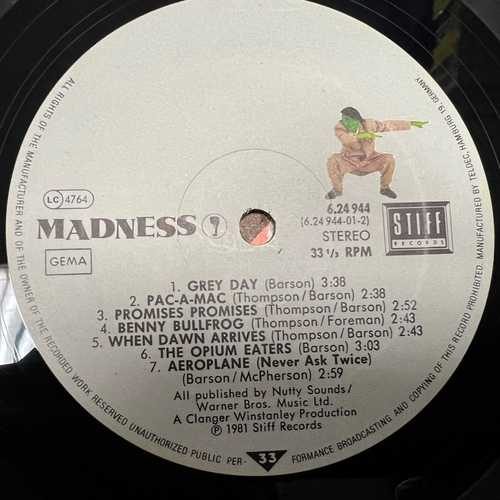 LC 4764
MADNESS
6.24 944
(6.24 944-01-2)
STEREO
33 1/3 RPM
STIFF
RECORDS
GEMA
1. GREY DAY (Barson) 3:38
2. PAC-A-MAC (Thompson/Barson) 2:38
3. PROMISES PROMISES (Thompson/Barson) 2:52
4. BENNY BULLFROG (Thompson/Foreman) 2:43
5. WHEN DAWN ARRIVES (Thompson/Barson) 2:43
6. THE OPIUM EATERS (Barson) 3:03
7. AEROPLANE (Never Ask Twice)
(Barson/McPherson) 2:59
All published by Nutty Sounds/
Warner Bros. Music Ltd.
A Clanger Winstanley Production
Ⓟ 1981 Stiff Records
ALL RIGHTS OF THE MANUFACTURER AND OF THE OWNER OF THE RECORDED WORK RESERVED UNAUTHORIZED PUBLIC PER- 33 FORMANCE BROADCASTING AND COPYING OF THIS RECORD PROHIBITED. MANUFACTURED BY TELDEC, HAMBURG 19, GERMANY